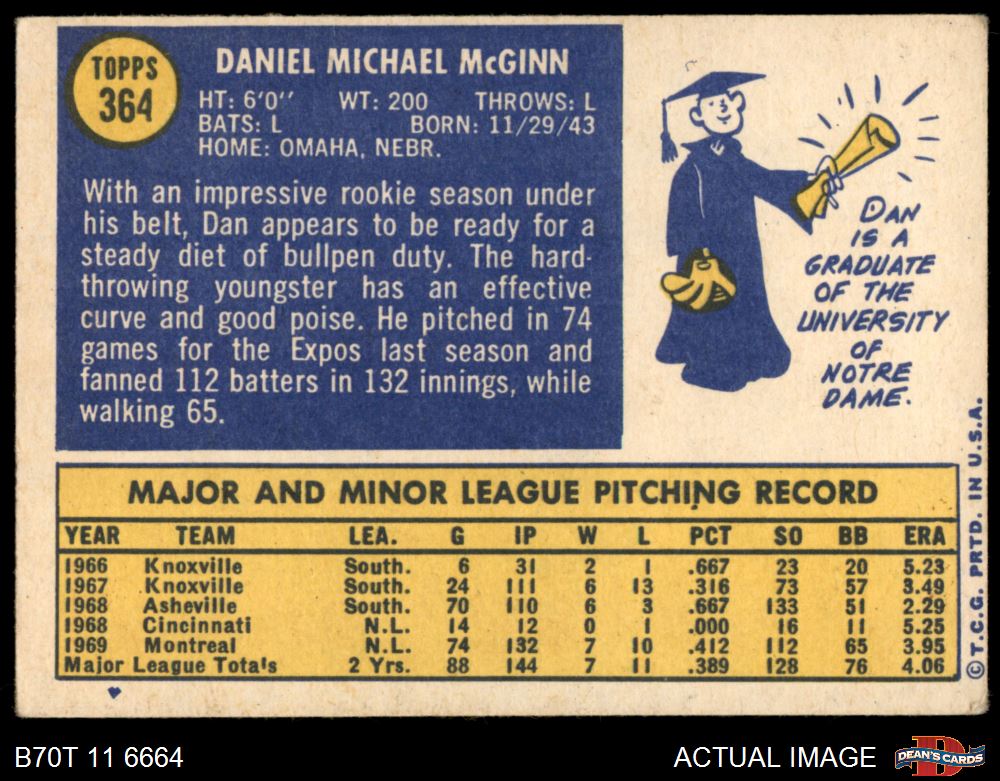 TOPPS
364
DANIEL MICHAEL McGINN
HT: 6'0" WT: 200 THROWS: L
BATS: L BORN: 11/29/43
HOME: OMAHA, NEBR.
With an impressive rookie season under
his belt, Dan appears to be ready for a
steady diet of bullpen duty. The hard-
throwing youngster has an effective
curve and good poise. He pitched in 74
games for the Expos last season and
fanned 112 batters in 132 innings, while
walking 65.
DAN
IS A
GRADUATE
OF THE
UNIVERSITY
OF
NOTRE
DAME.
MAJOR AND MINOR LEAGUE PITCHING RECORD
YEAR TEAM LEA. G IP W L PCT SO BB ERA
1966 Knoxville South. 6 31 2 1 .667 23 20 5.23
1967 Knoxville South. 24 111 6 13 .316 73 57 3.49
1968 Asheville South. 70 110 6 3 .667 133 51 2.29
1968 Cincinnati N.L. 14 12 0 1 .000 16 11 5.25
1969 Montreal N.L. 74 132 7 10 .412 112 65 3.95
Major League Totals 2 Yrs. 88 144 7 11 .389 128 76 4.06
© T.C.G. PRTD. IN U.S.A.
B70T 11 6664
ACTUAL IMAGE
D
DEAN'S CARDS